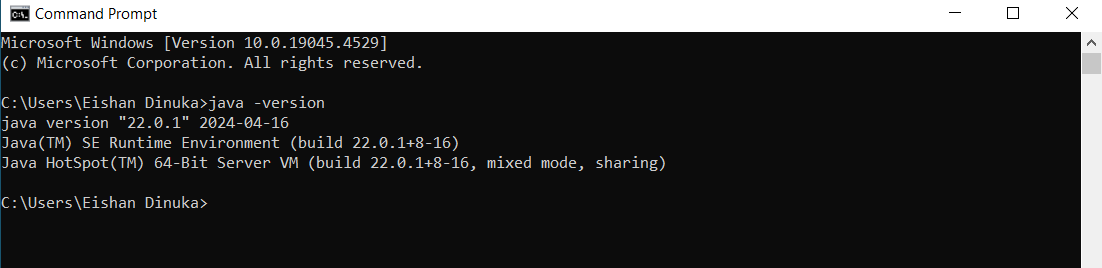 Command Prompt
Microsoft Windows [Version 10.0.19045.4529]
(c) Microsoft Corporation. All rights reserved.
C:\Users\Eishan Dinuka>java -version
java version "22.0.1" 2024-04-16
Java(TM) SE Runtime Environment (build 22.0.1+8-16)
Java HotSpot(TM) 64-Bit Server VM (build 22.0.1+8-16, mixed mode, sharing)
C:\Users\Eishan Dinuka>